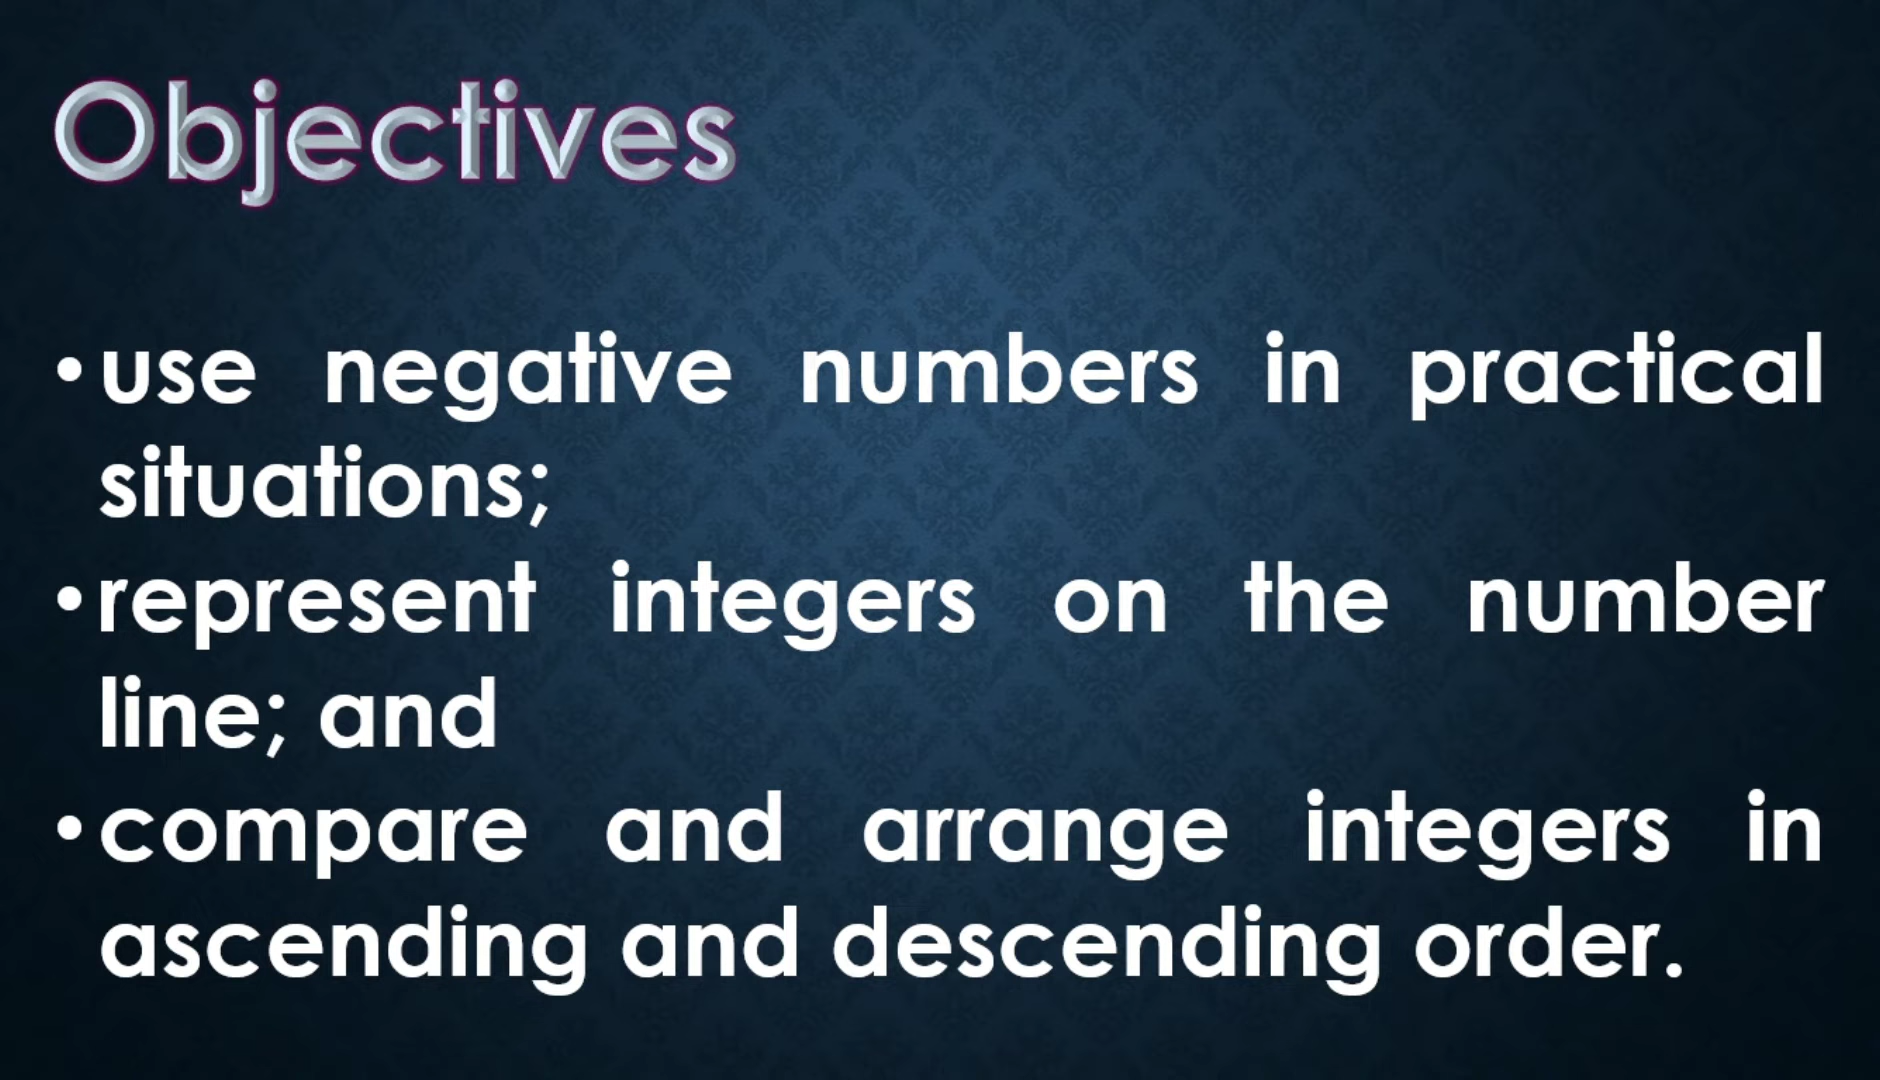 Objectives
•use negative numbers in practical
situations;
•represent integers on the number
line; and
•compare and arrange integers in
ascending and descending order.